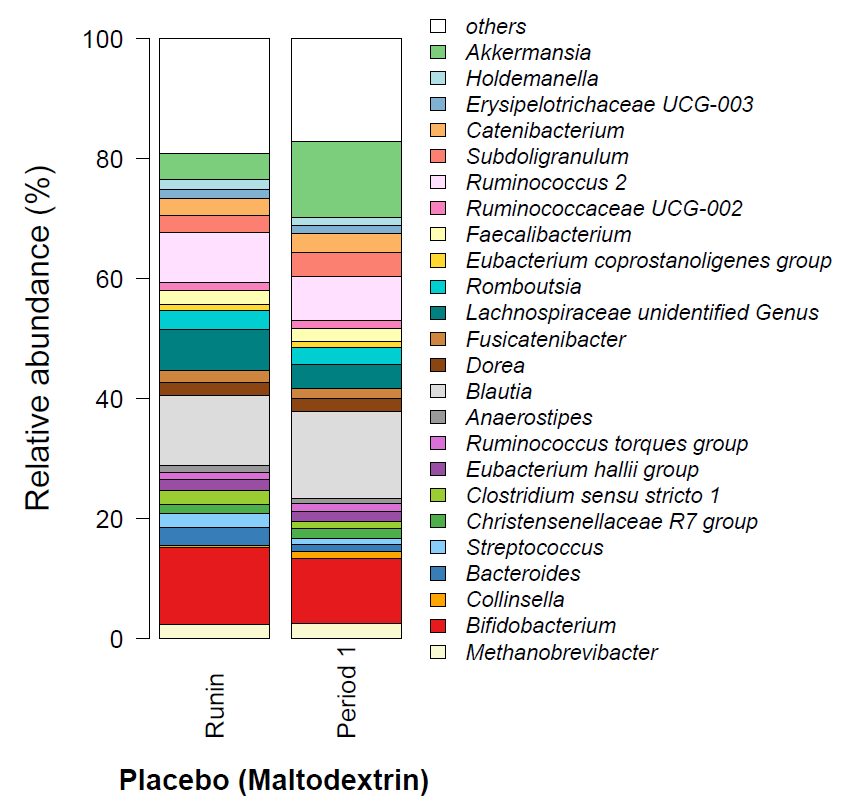 Relative abundance (%)
100
80
60
40
20
0
Runin
Period 1
Placebo (Maltodextrin)
others
Akkermansia
Holdemanella
Erysipelotrichaceae UCG-003
Catenibacterium
Subdoligranulum
Ruminococcus 2
Ruminococcaceae UCG-002
Faecalibacterium
Eubacterium coprostanoligenes group
Romboutsia
Lachnospiraceae unidentified Genus
Fusicatenibacter
Dorea
Blautia
Anaerostipes
Ruminococcus torques group
Eubacterium hallii group
Clostridium sensu stricto 1
Christensenellaceae R7 group
Streptococcus
Bacteroides
Collinsella
Bifidobacterium
Methanobrevibacter